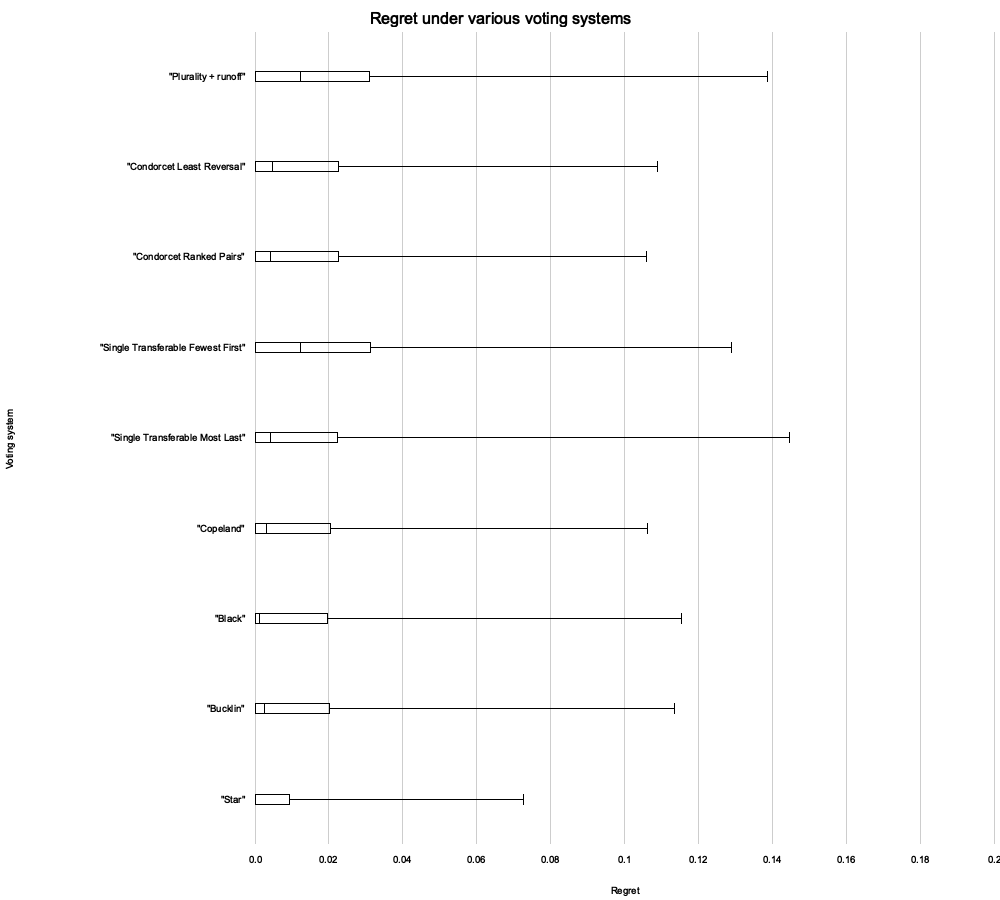 Regret under various voting systems
"Plurality + runoff"
"Condorcet Least Reversal"
"Condorcet Ranked Pairs"
"Single Transferable Fewest First"
"Single Transferable Most Last"
"Copeland"
"Black"
"Bucklin"
"Star"
Voting system
0.0 0.02 0.04 0.06 0.08 0.1 0.12 0.14 0.16 0.18 0.2
Regret